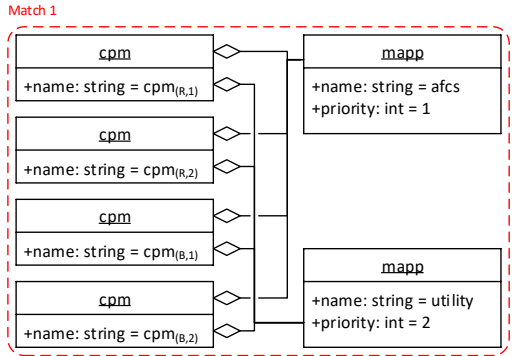 Match 1
cpm
+name: string = cpm(R,1)
cpm
+name: string = cpm(R,2)
cpm
+name: string = cpm(B,1)
cpm
+name: string = cpm(B,2)
mapp
+name: string = afcs
+priority: int = 1
mapp
+name: string = utility
+priority: int = 2